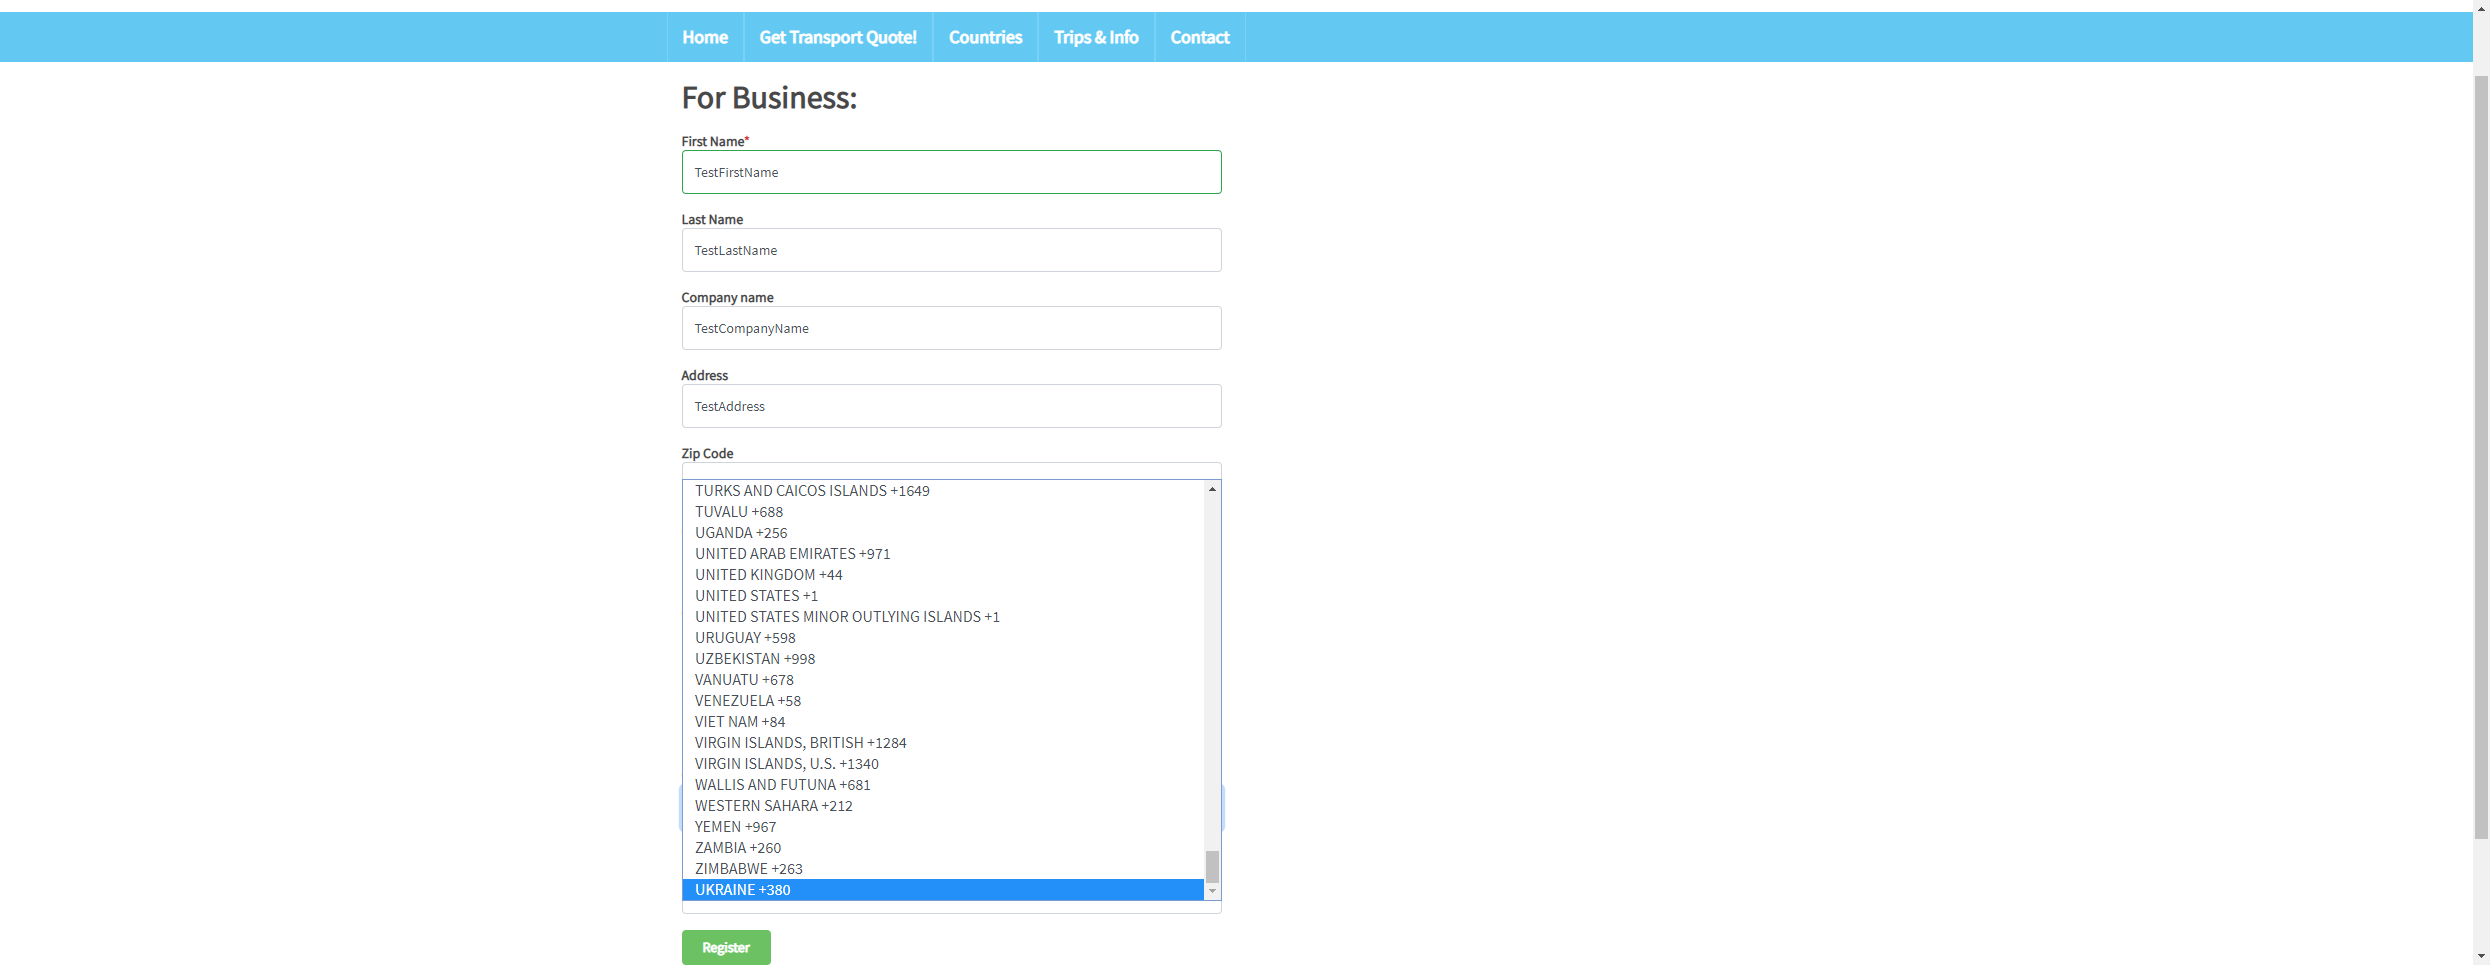 Home Get Transport Quote! Countries Trips & Info Contact
For Business:
First Name*
TestFirstName
Last Name
TestLastName
Company name
TestCompanyName
Address
TestAddress
Zip Code
TURKS AND CAICOS ISLANDS +1649
TUVALU +688
UGANDA +256
UNITED ARAB EMIRATES +971
UNITED KINGDOM +44
UNITED STATES +1
UNITED STATES MINOR OUTLYING ISLANDS +1
URUGUAY +598
UZBEKISTAN +998
VANUATU +678
VENEZUELA +58
VIET NAM +84
VIRGIN ISLANDS, BRITISH +1284
VIRGIN ISLANDS, U.S. +1340
WALLIS AND FUTUNA +681
WESTERN SAHARA +212
YEMEN +967
ZAMBIA +260
ZIMBABWE +263
UKRAINE +380
Register